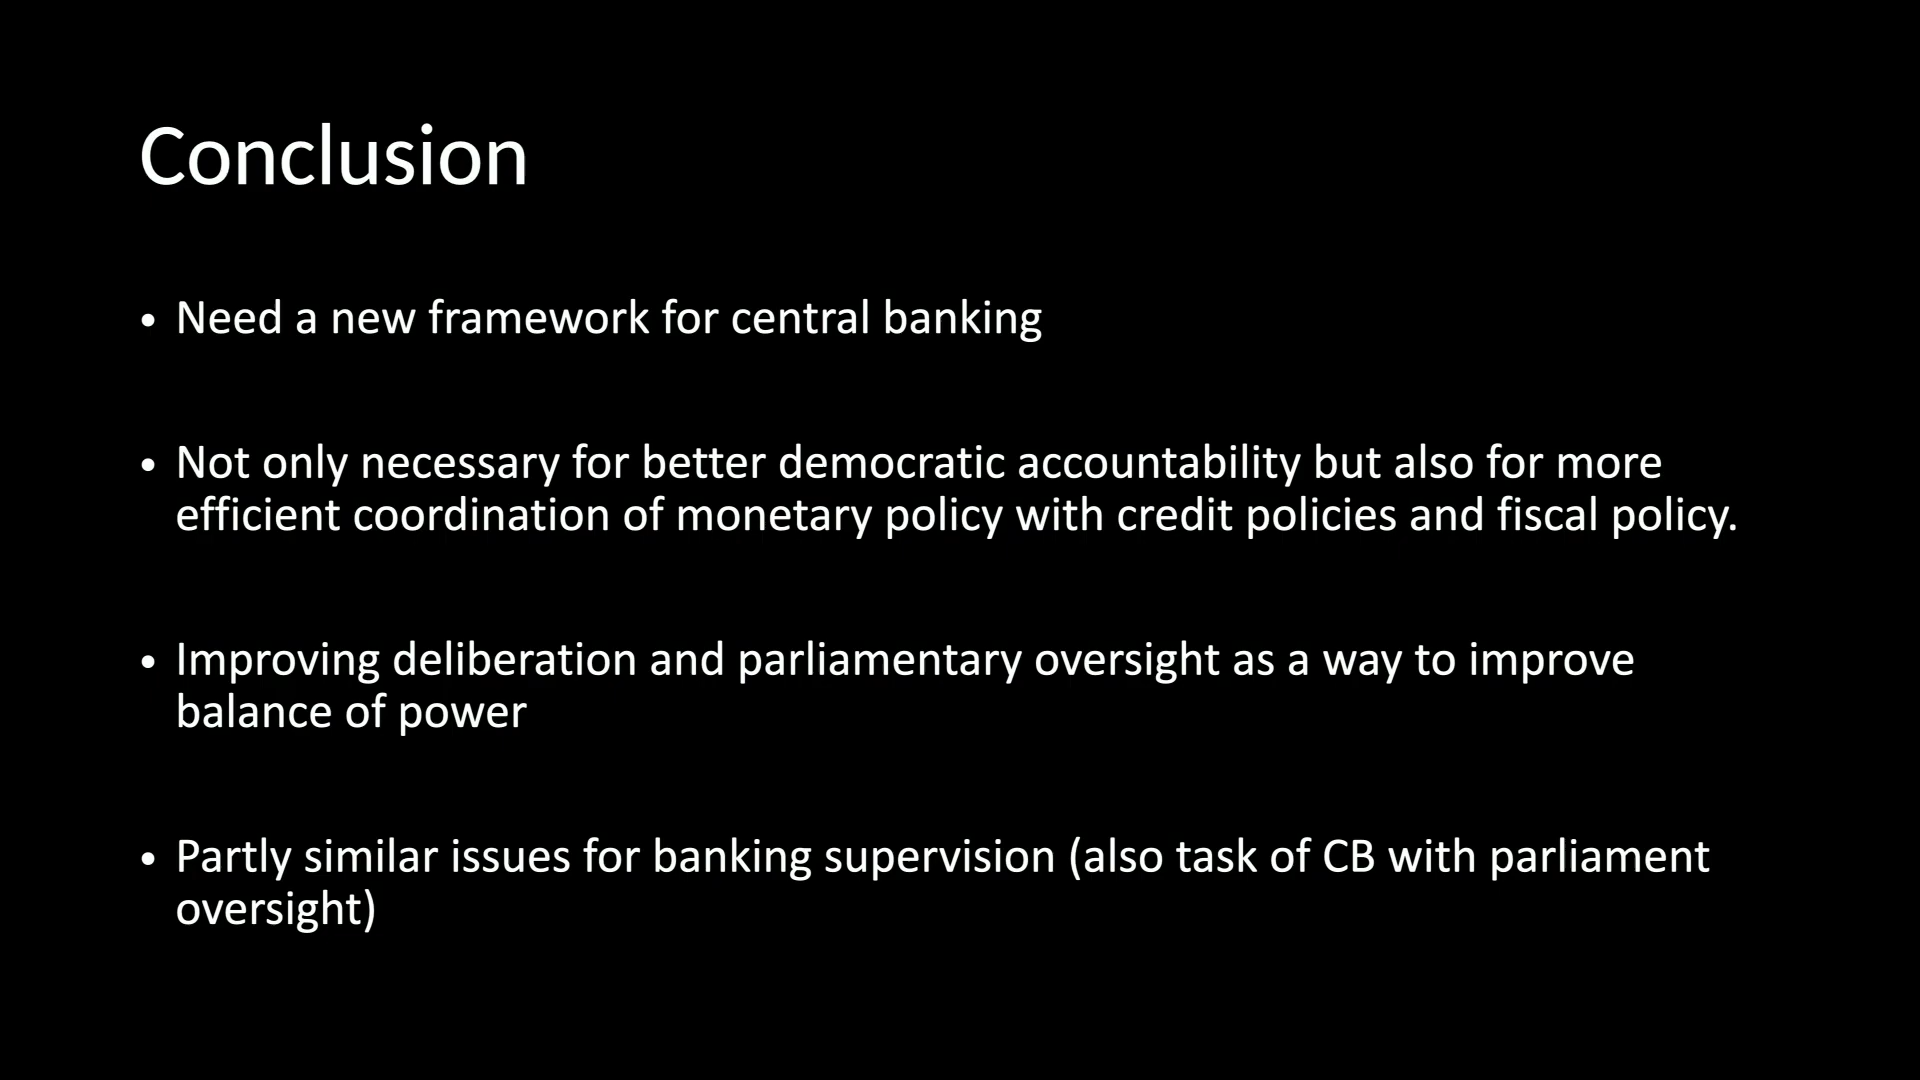 Conclusion
• Need a new framework for central banking
• Not only necessary for better democratic accountability but also for more
efficient coordination of monetary policy with credit policies and fiscal policy.
• Improving deliberation and parliamentary oversight as a way to improve
balance of power
• Partly similar issues for banking supervision (also task of CB with parliament
oversight)